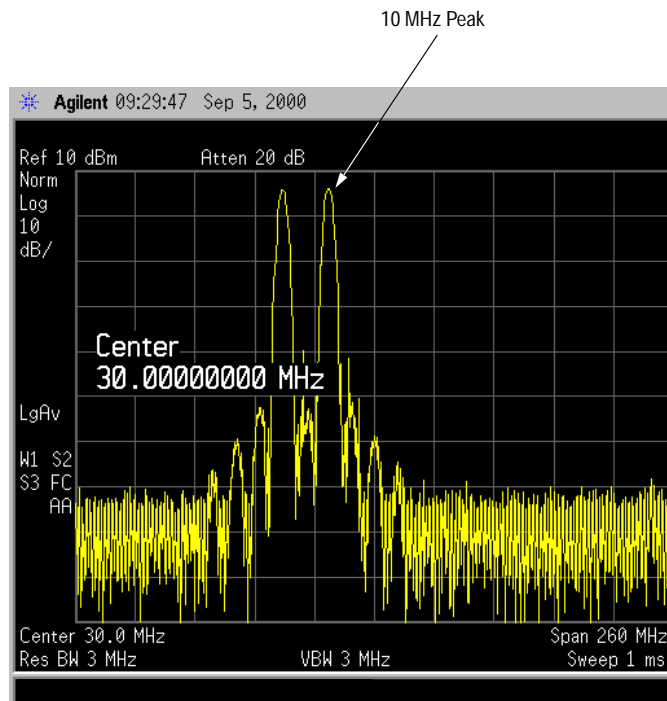 10 MHz Peak
Agilent 09:29:47 Sep 5, 2000
Ref 10 dBm Atten 20 dB
Norm
Log
10
dB/
Center
30.00000000 MHz
LgAv
W1 S2
S3 FC
AA
Center 30.0 MHz Span 260 MHz
Res BW 3 MHz VBW 3 MHz Sweep 1 ms